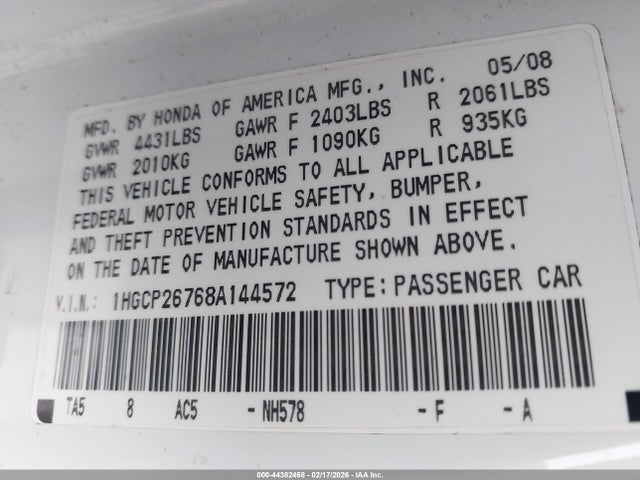 MFD. BY HONDA OF AMERICA MFG., INC. 05/08
GVWR 4431LBS GAWR F 2403LBS R 2061LBS
GVWR 2010KG GAWR F 1090KG R 935KG
THIS VEHICLE CONFORMS TO ALL APPLICABLE
FEDERAL MOTOR VEHICLE SAFETY, BUMPER,
AND THEFT PREVENTION STANDARDS IN EFFECT
ON THE DATE OF MANUFACTURE SHOWN ABOVE.
V.I.N.: 1HGCP26768A144572 TYPE: PASSENGER CAR
TA5 8 AC5 -NH578 -F -A
000-44382468 - 02/17/2026 - IAA Inc.